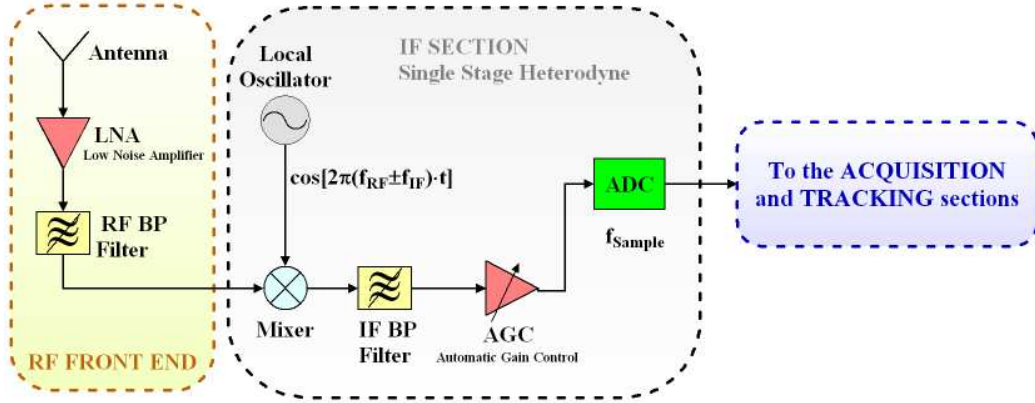 Antenna
LNA
Low Noise Amplifier
RF BP
Filter
RF FRONT END
IF SECTION
Single Stage Heterodyne
Local
Oscillator
cos[2π(fRF±fIF)·t]
Mixer
IF BP
Filter
AGC
Automatic Gain Control
ADC
fSample
To the ACQUISITION
and TRACKING sections